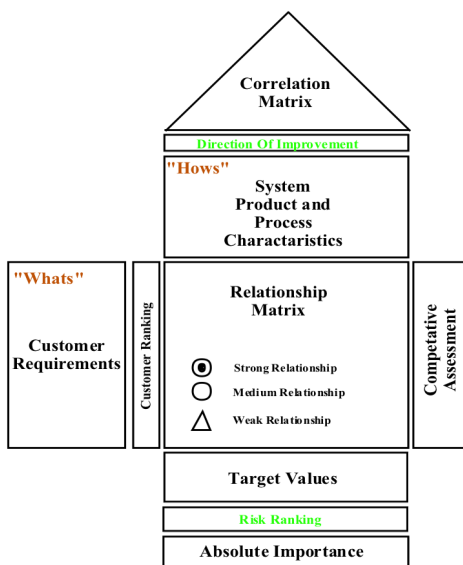 Correlation
Matrix
Direction Of Improvement
"Hows"
System
Product and
Process
Charactaristics
"Whats"
Customer
Requirements
Customer Ranking
Relationship
Matrix
Strong Relationship
Medium Relationship
Weak Relationship
Competative
Assessment
Target Values
Risk Ranking
Absolute Importance